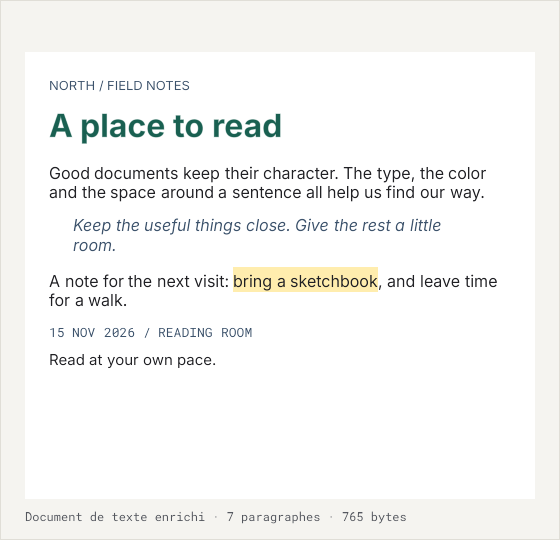 NORTH / FIELD NOTES
A place to read
Good documents keep their character. The type, the color
and the space around a sentence all help us find our way.
Keep the useful things close. Give the rest a little
room.
A note for the next visit: bring a sketchbook, and leave time
for a walk.
15 NOV 2026 / READING ROOM
Read at your own pace.
Document de texte enrichi · 7 paragraphes · 765 bytes